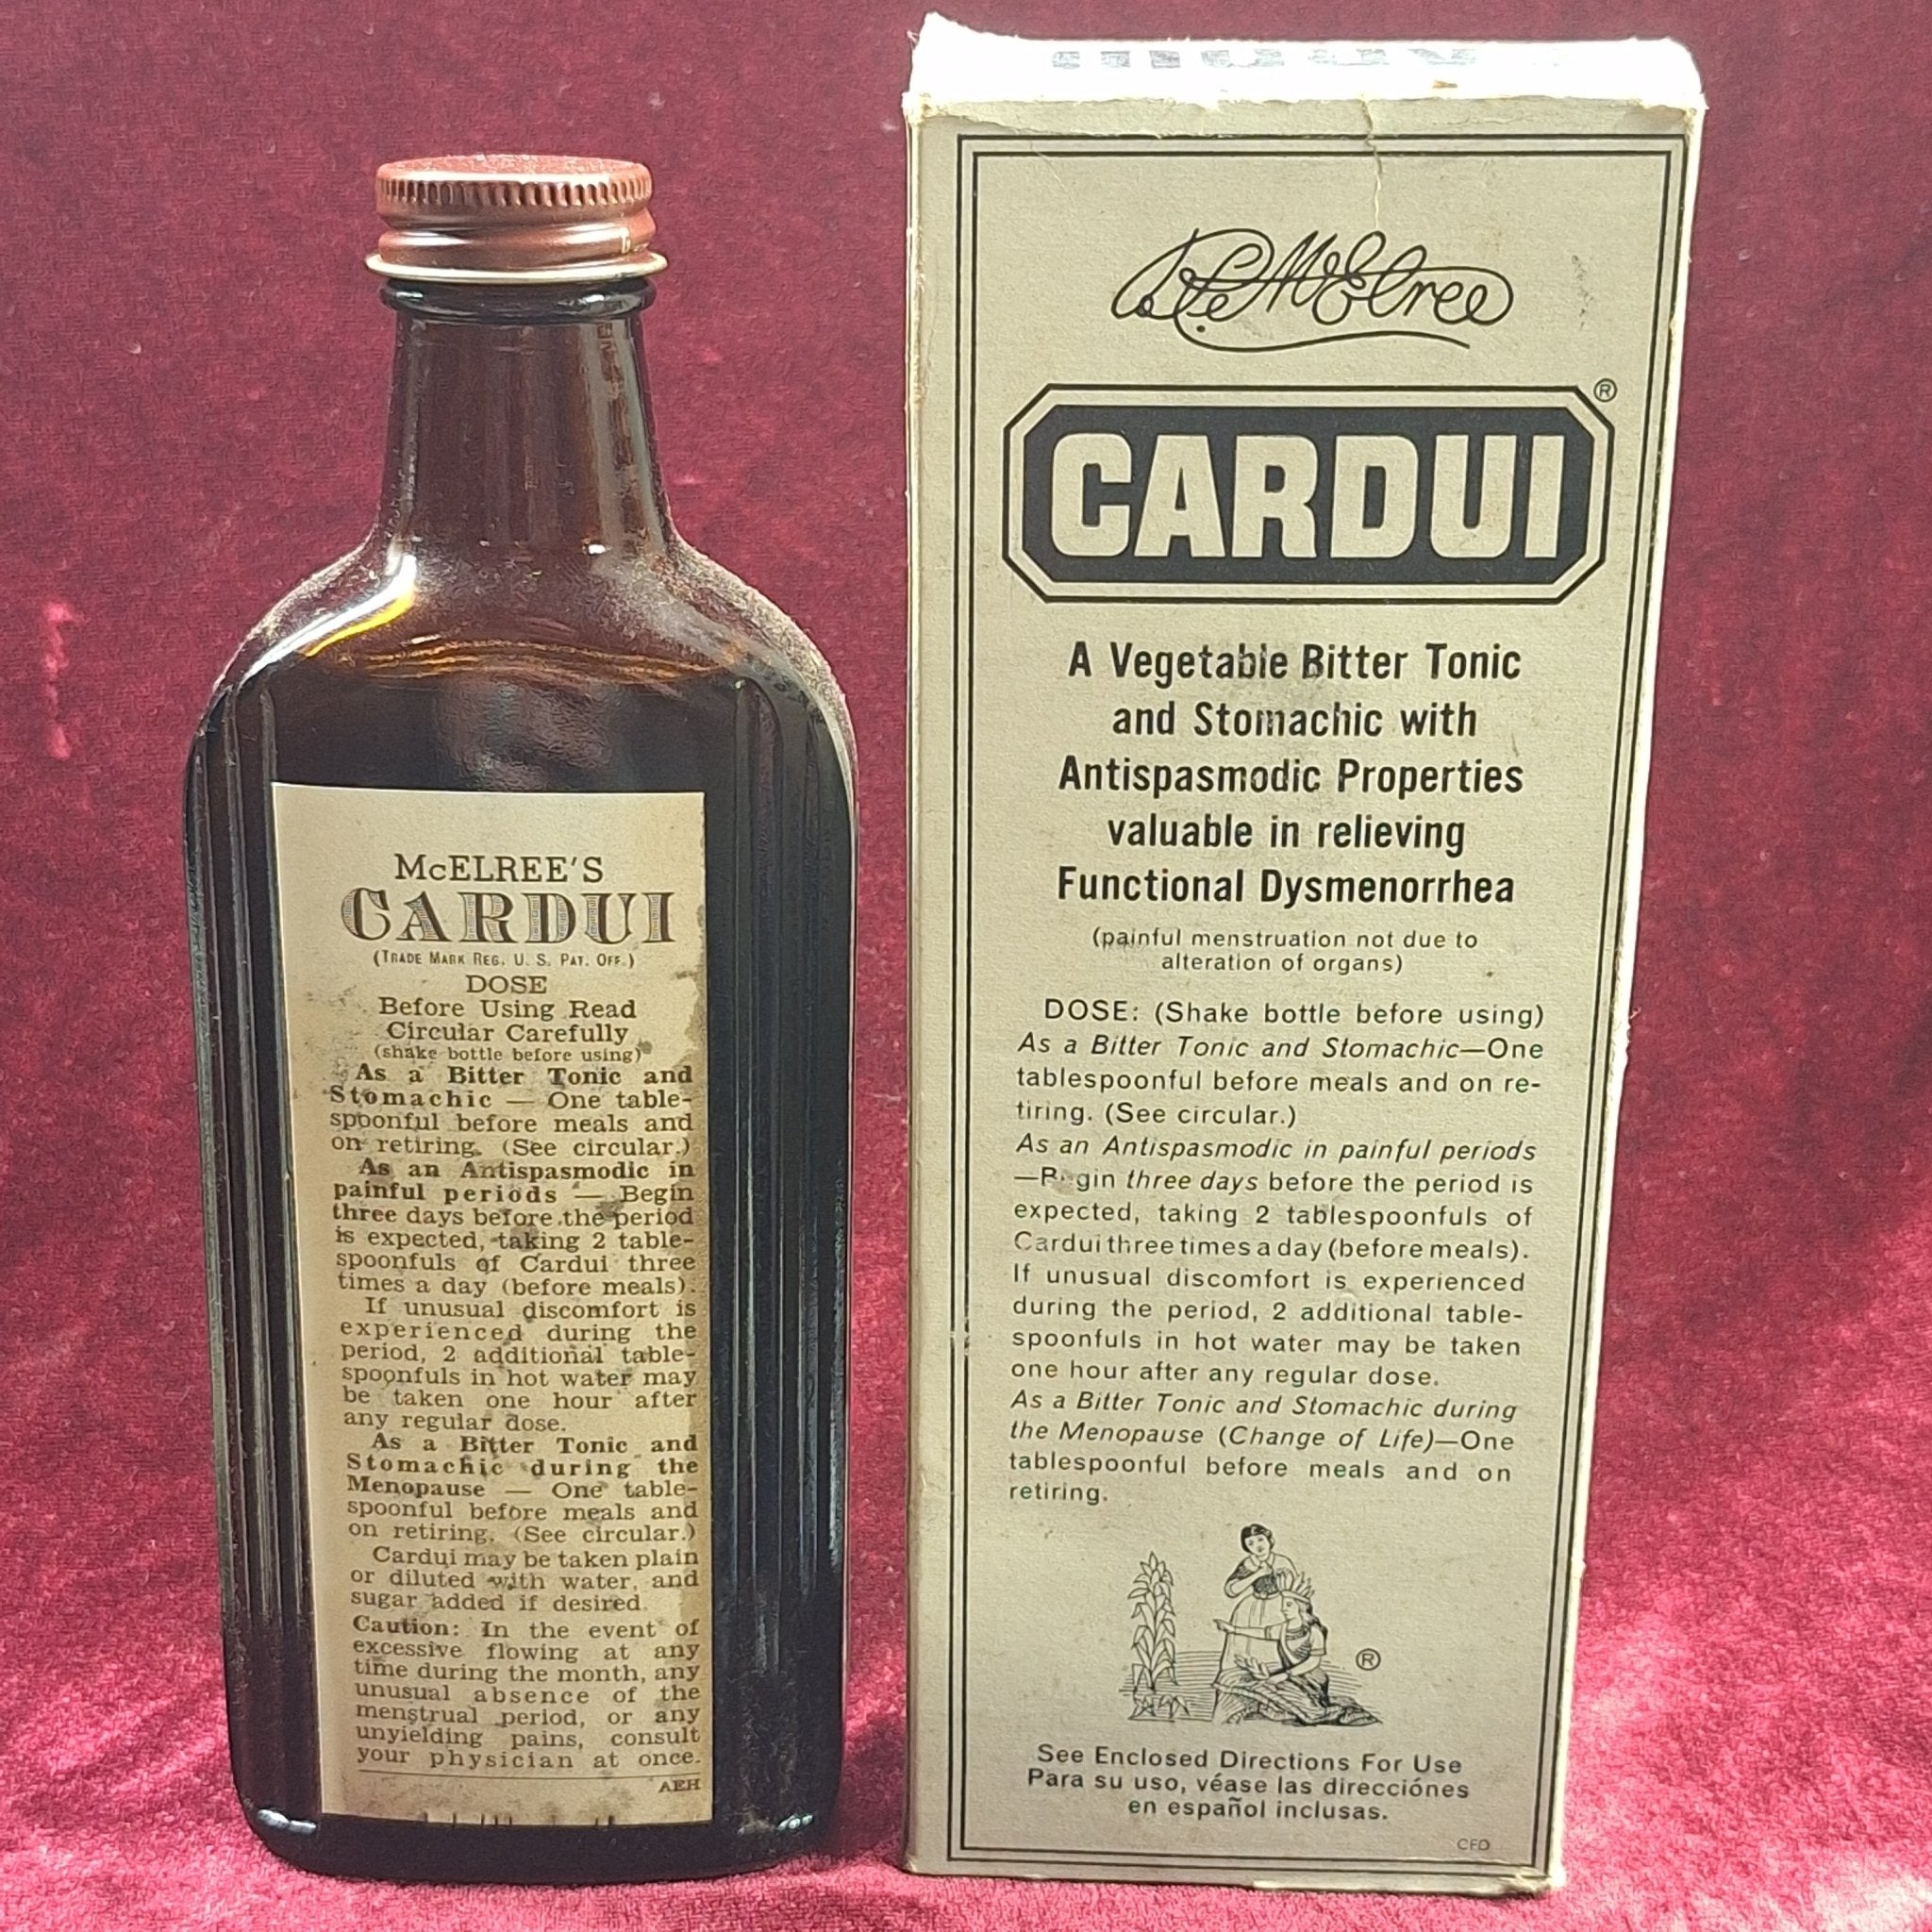 McELREE'S
CARDUI
(TRADE MARK REG. U. S. PAT. OFF.)
DOSE
Before Using Read
Circular Carefully
(shake bottle before using)
As a Bitter Tonic and
Stomachic — One table-
spoonful before meals and
on retiring. (See circular.)
As an Antispasmodic in
painful periods — Begin
three days before the period
is expected, taking 2 table-
spoonfuls of Cardui three
times a day (before meals).
If unusual discomfort is
experienced during the
period, 2 additional table-
spoonfuls in hot water may
be taken one hour after
any regular dose.
As a Bitter Tonic and
Stomachic during the
Menopause — One table-
spoonful before meals and
on retiring. (See circular.)
Cardui may be taken plain
or diluted with water, and
sugar added if desired.
Caution: In the event of
excessive flowing at any
time during the month, any
unusual absence of the
menstrual period, or any
unyielding pains, consult
your physician at once.
AEH
McElree
CARDUI®
A Vegetable Bitter Tonic
and Stomachic with
Antispasmodic Properties
valuable in relieving
Functional Dysmenorrhea
(painful menstruation not due to
alteration of organs)
DOSE: (Shake bottle before using)
As a Bitter Tonic and Stomachic—One
tablespoonful before meals and on re-
tiring. (See circular.)
As an Antispasmodic in painful periods
—Begin three days before the period is
expected, taking 2 tablespoonfuls of
Cardui three times a day (before meals).
If unusual discomfort is experienced
during the period, 2 additional table-
spoonfuls in hot water may be taken
one hour after any regular dose.
As a Bitter Tonic and Stomachic during
the Menopause (Change of Life)—One
tablespoonful before meals and on
retiring.
®
See Enclosed Directions For Use
Para su uso, véase las direcciónes
en español inclusas.
CFD